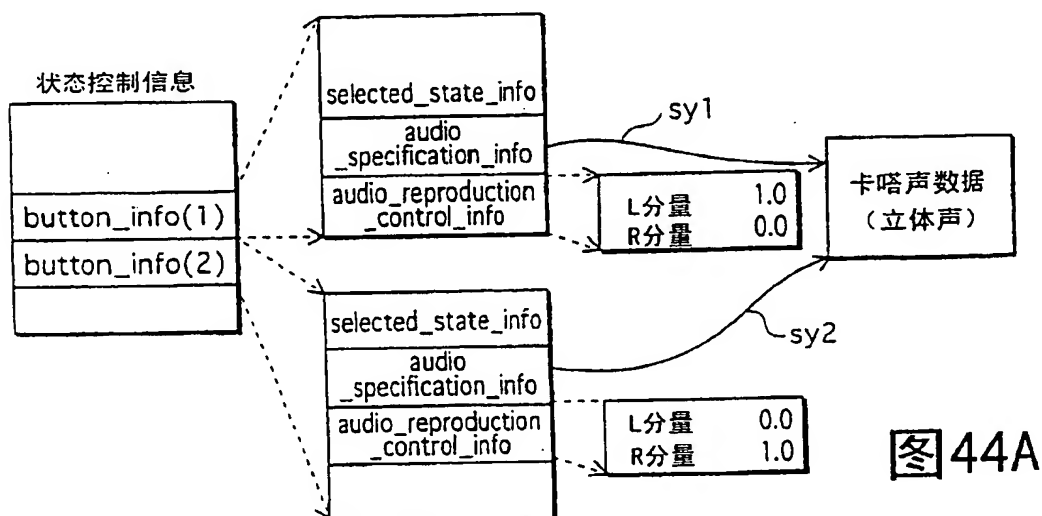 状态控制信息
button_info(1)
button_info(2)
selected_state_info
audio
_specification_info
audio_reproduction
_control_info
sy1
L分量 1.0
R分量 0.0
卡嗒声数据
(立体声)
selected_state_info
audio
_specification_info
audio_reproduction
_control_info
sy2
L分量 0.0
R分量 1.0
图44A